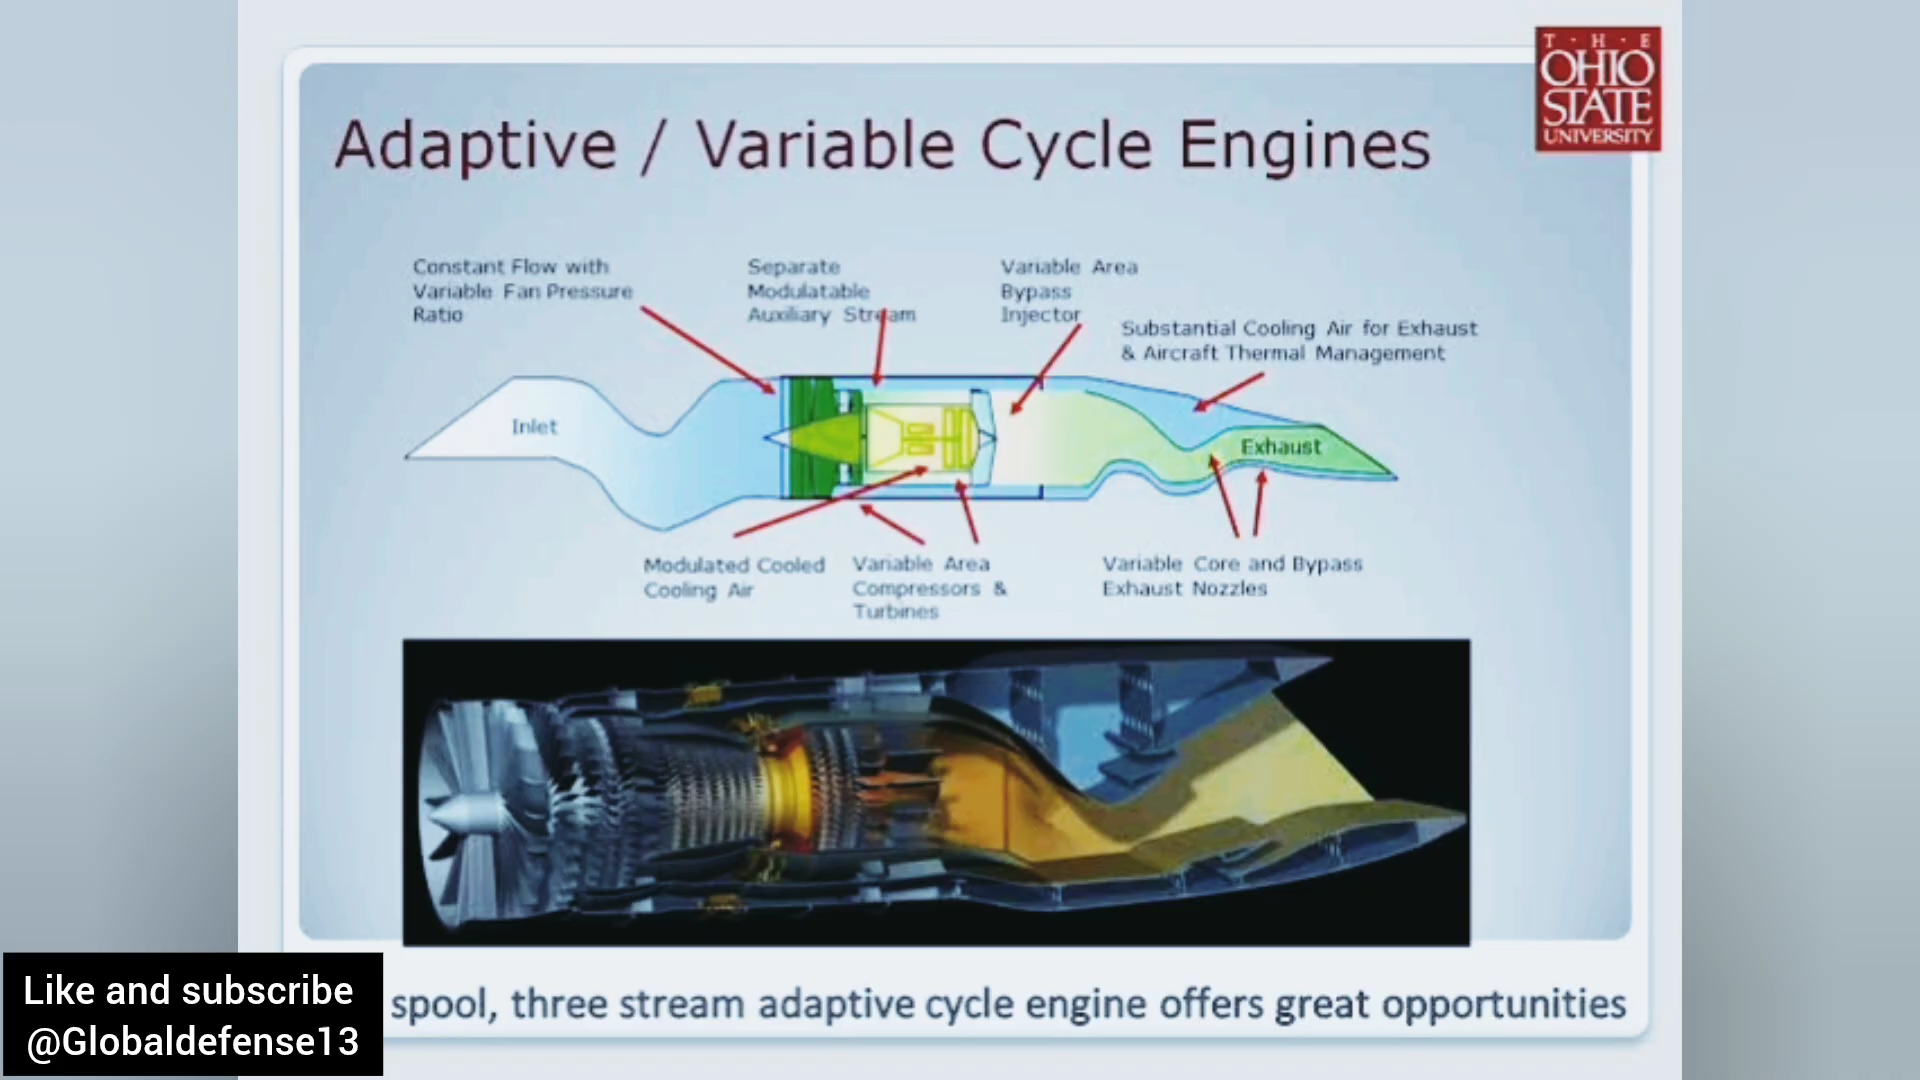 T·H·E
OHIO
STATE
UNIVERSITY
Adaptive / Variable Cycle Engines
Constant Flow with
Variable Fan Pressure
Ratio
Separate
Modulatable
Auxiliary Stream
Variable Area
Bypass
Injector
Substantial Cooling Air for Exhaust
& Aircraft Thermal Management
Inlet
Exhaust
Modulated Cooled
Cooling Air
Variable Area
Compressors &
Turbines
Variable Core and Bypass
Exhaust Nozzles
spool, three stream adaptive cycle engine offers great opportunities
Like and subscribe
@Globaldefense13